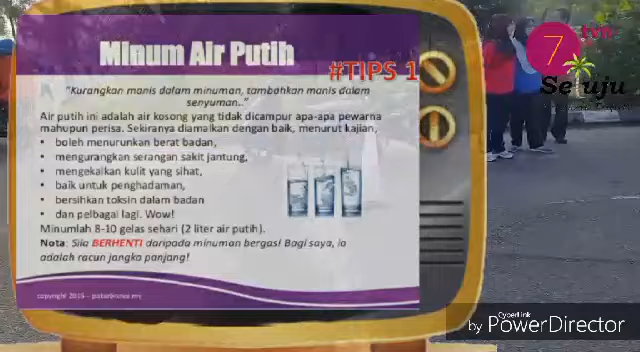 Minum Air Putih
#TIPS 1
"Kurangkan manis dalam minuman, tambahkan manis dalam
senyuman.."
Air putih ini adalah air kosong yang tidak dicampur apa-apa pewarna
mahupun perisa. Sekiranya diamalkan dengan baik, menurut kajian,
• boleh menurunkan berat badan,
• mengurangkan serangan sakit jantung,
• mengekalkan kulit yang sihat,
• baik untuk penghadaman,
• bersihkan toksin dalam badan
• dan pelbagai lagi. Wow!
Minumlah 8-10 gelas sehari (2 liter air putih).
Nota: Sila BERHENTI daripada minuman bergas! Bagi saya, ia
adalah racun jangka panjang!
copyright 2015 -
7
tvtb
Setuju
by CyberLink PowerDirector